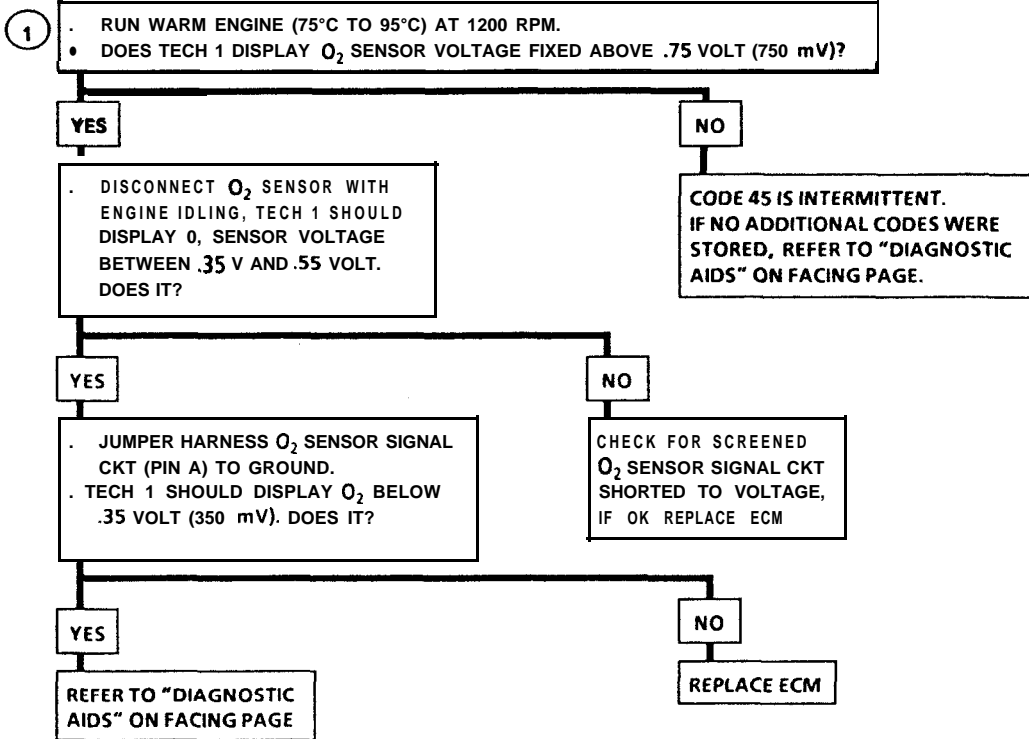 1
. RUN WARM ENGINE (75°C TO 95°C) AT 1200 RPM.
• DOES TECH 1 DISPLAY O₂ SENSOR VOLTAGE FIXED ABOVE .75 VOLT (750 mV)?
YES
NO
. DISCONNECT O₂ SENSOR WITH
ENGINE IDLING, TECH 1 SHOULD
DISPLAY 0, SENSOR VOLTAGE
BETWEEN .35 V AND .55 VOLT.
DOES IT?
CODE 45 IS INTERMITTENT.
IF NO ADDITIONAL CODES WERE
STORED, REFER TO "DIAGNOSTIC
AIDS" ON FACING PAGE.
YES
NO
. JUMPER HARNESS O₂ SENSOR SIGNAL
CKT (PIN A) TO GROUND.
. TECH 1 SHOULD DISPLAY O₂ BELOW
.35 VOLT (350 mV). DOES IT?
CHECK FOR SCREENED
O₂ SENSOR SIGNAL CKT
SHORTED TO VOLTAGE,
IF OK REPLACE ECM
YES
NO
REFER TO "DIAGNOSTIC
AIDS" ON FACING PAGE
REPLACE ECM